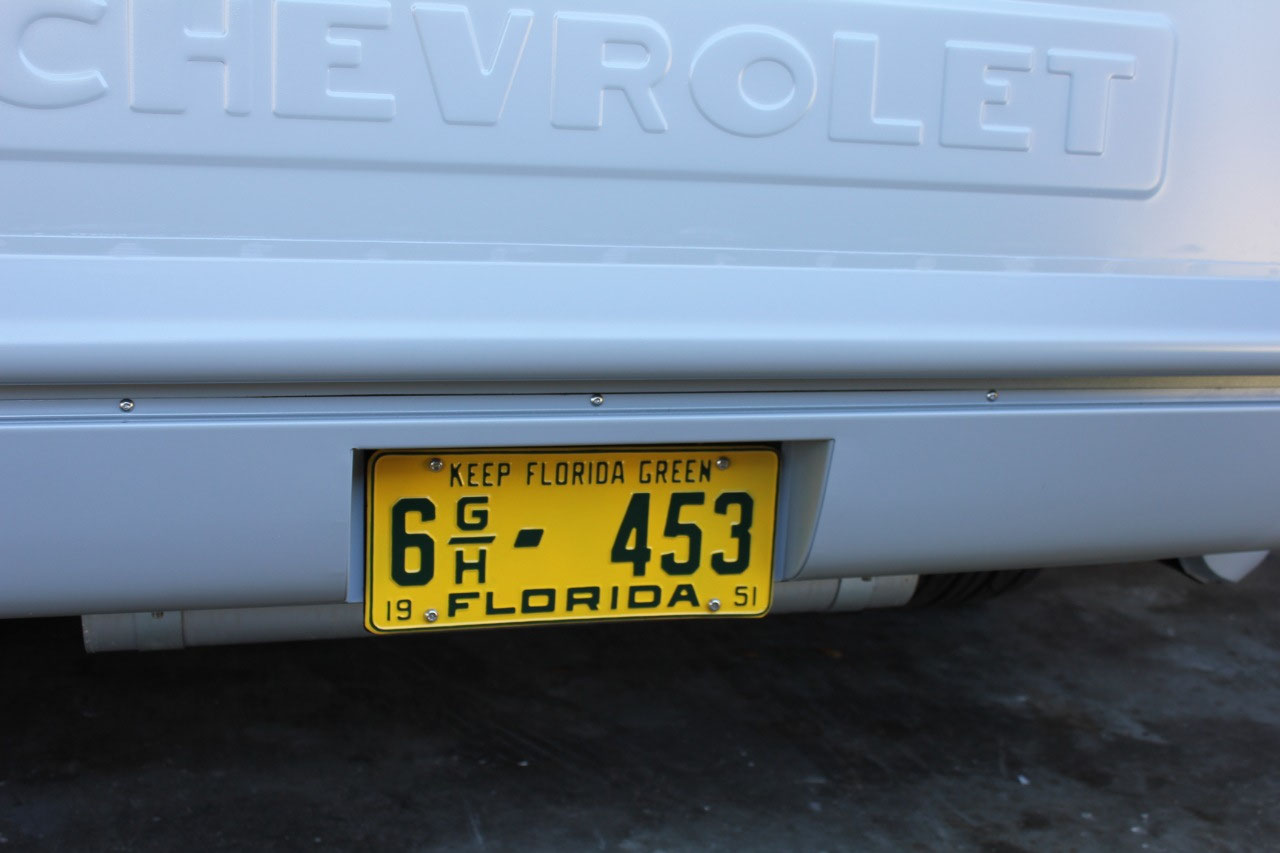 CHEVROLET
KEEP FLORIDA GREEN
6 G/H - 453
19 FLORIDA 51